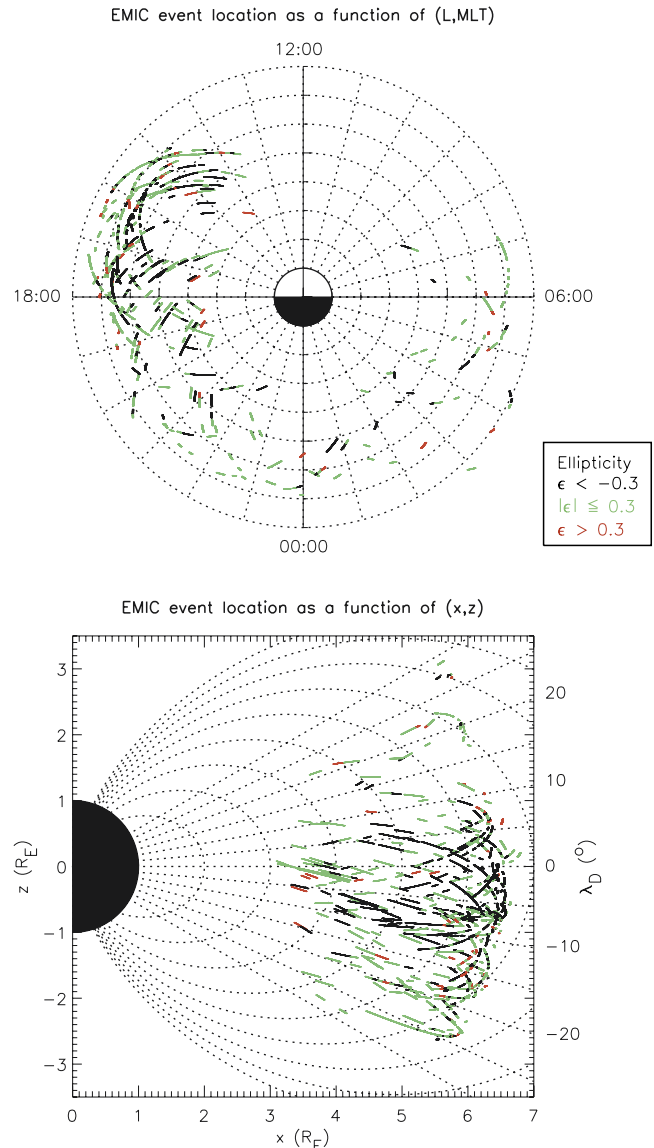 EMIC event location as a function of (L,MLT)
12:00
18:00
06:00
00:00
Ellipticity
ϵ < −0.3
|ϵ| ≦ 0.3
ϵ > 0.3
EMIC event location as a function of (x,z)
3
2
1
0
−1
−2
−3
z (R_E)
20
10
0
−10
−20
λ_D (°)
0 1 2 3 4 5 6 7
x (R_E)